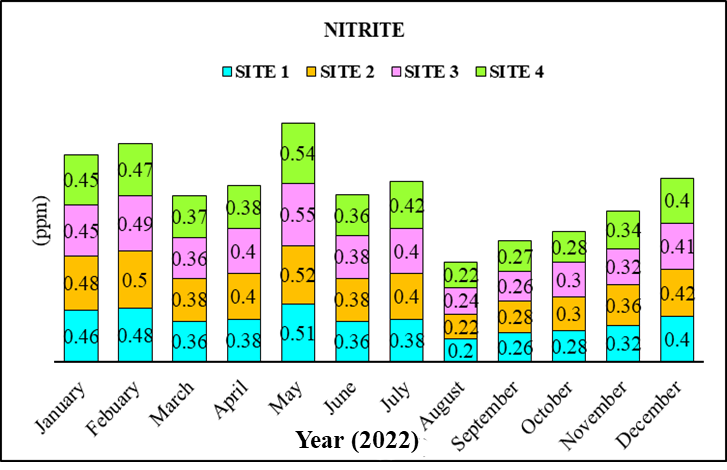 NITRITE
SITE 1 SITE 2 SITE 3 SITE 4
(ppm)
0.45 0.47 0.37 0.38 0.54 0.36 0.42 0.22 0.27 0.28 0.34 0.4
0.45 0.49 0.36 0.4 0.55 0.38 0.4 0.24 0.26 0.3 0.32 0.41
0.48 0.5 0.38 0.4 0.52 0.38 0.4 0.22 0.28 0.3 0.36 0.42
0.46 0.48 0.36 0.38 0.51 0.36 0.38 0.2 0.26 0.28 0.32 0.4
January Febuary March April May June July August September October November December
Year (2022)